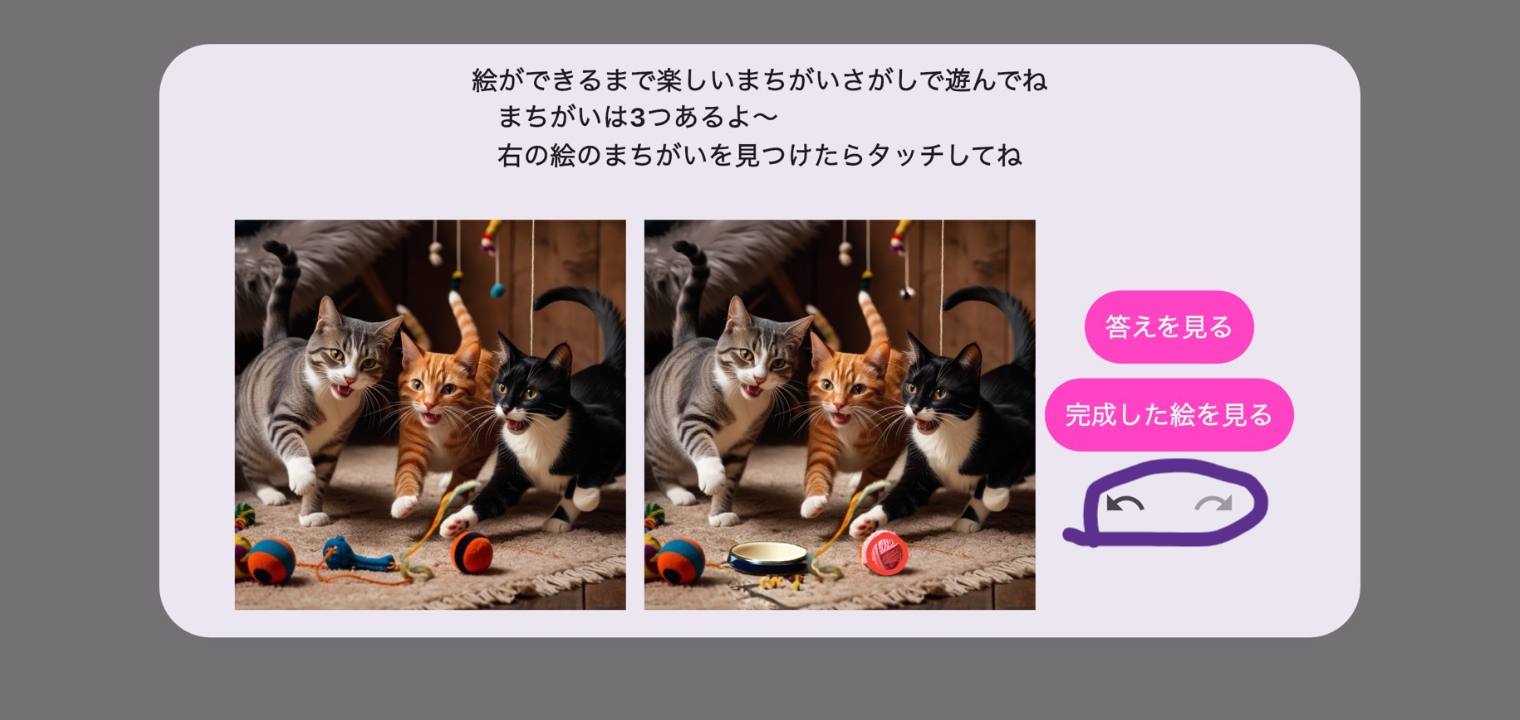 絵ができるまで楽しいまちがいさがしで遊んでね
まちがいは3つあるよ〜
右の絵のまちがいを見つけたらタッチしてね
答えを見る
完成した絵を見る